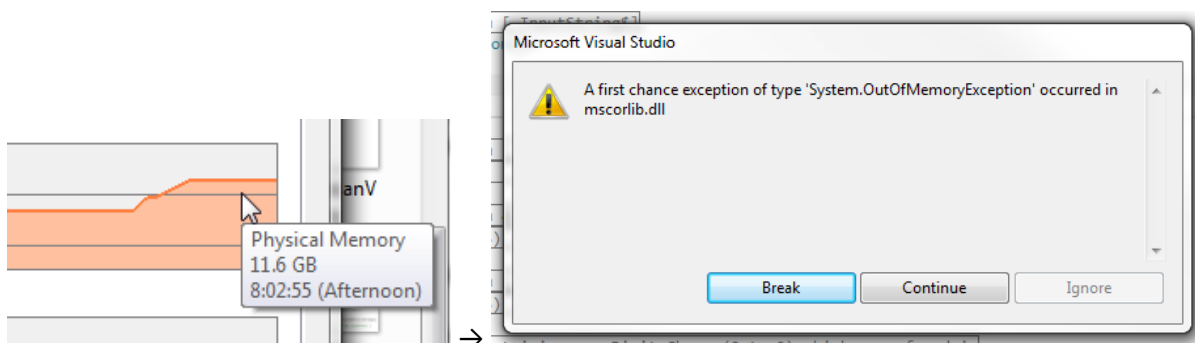 [ InputString$]
Microsoft Visual Studio
A first chance exception of type 'System.OutOfMemoryException' occurred in
mscorlib.dll
anV
Physical Memory
11.6 GB
8:02:55 (Afternoon)
Break
Continue
Ignore
→